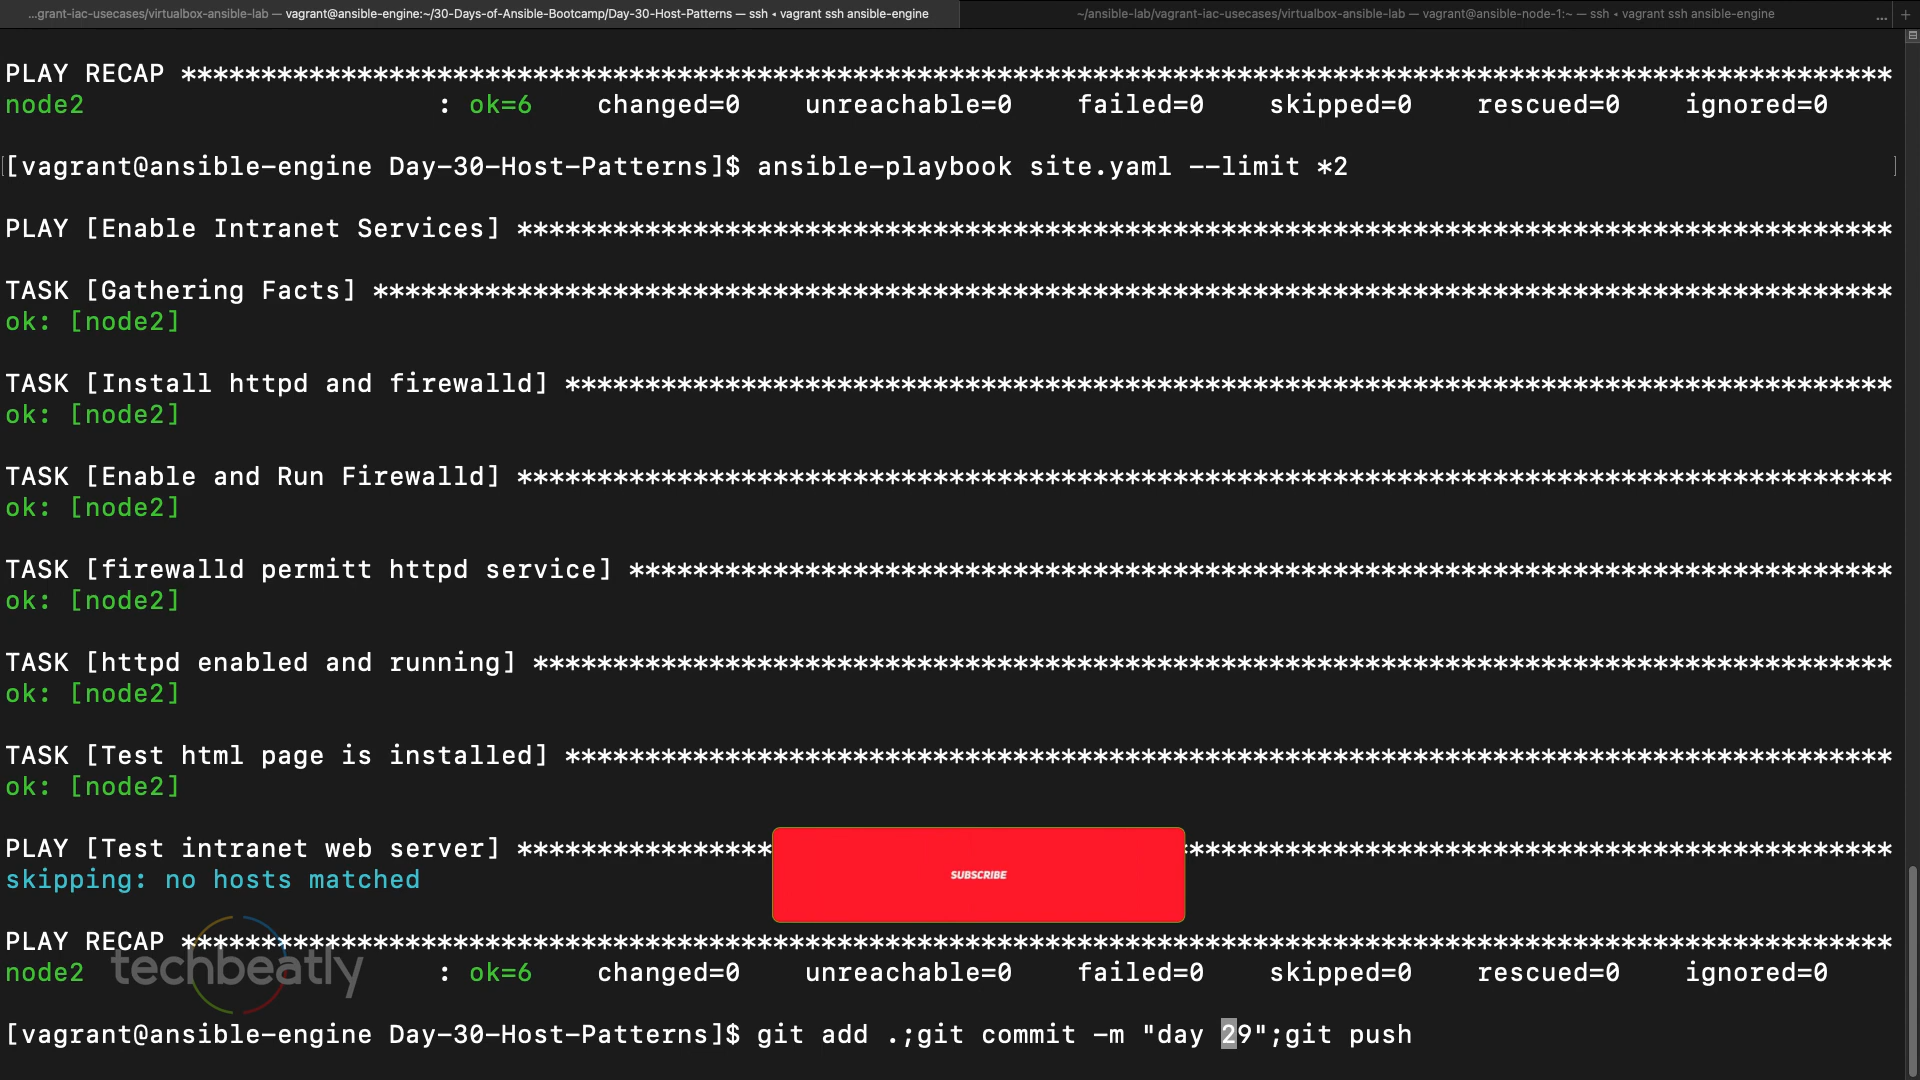 ...grant-iac-usecases/virtualbox-ansible-lab — vagrant@ansible-engine:~/30-Days-of-Ansible-Bootcamp/Day-30-Host-Patterns — ssh ◂ vagrant ssh ansible-engine
~/ansible-lab/vagrant-iac-usecases/virtualbox-ansible-lab — vagrant@ansible-node-1:~ — ssh ◂ vagrant ssh ansible-engine ... +
PLAY RECAP ***********************************************************************************************************
node2 : ok=6 changed=0 unreachable=0 failed=0 skipped=0 rescued=0 ignored=0
[vagrant@ansible-engine Day-30-Host-Patterns]$ ansible-playbook site.yaml --limit *2 ]
PLAY [Enable Intranet Services] **************************************************************************************
TASK [Gathering Facts] ***********************************************************************************************
ok: [node2]
TASK [Install httpd and firewalld] ***********************************************************************************
ok: [node2]
TASK [Enable and Run Firewalld] **************************************************************************************
ok: [node2]
TASK [firewalld permitt httpd service] *******************************************************************************
ok: [node2]
TASK [httpd enabled and running] *************************************************************************************
ok: [node2]
TASK [Test html page is installed] ***********************************************************************************
ok: [node2]
PLAY [Test intranet web server] **************** ********************************************
skipping: no hosts matched
SUBSCRIBE
PLAY RECAP ***********************************************************************************************************
node2 : ok=6 changed=0 unreachable=0 failed=0 skipped=0 rescued=0 ignored=0
techbeatly
[vagrant@ansible-engine Day-30-Host-Patterns]$ git add .;git commit -m "day 29";git push